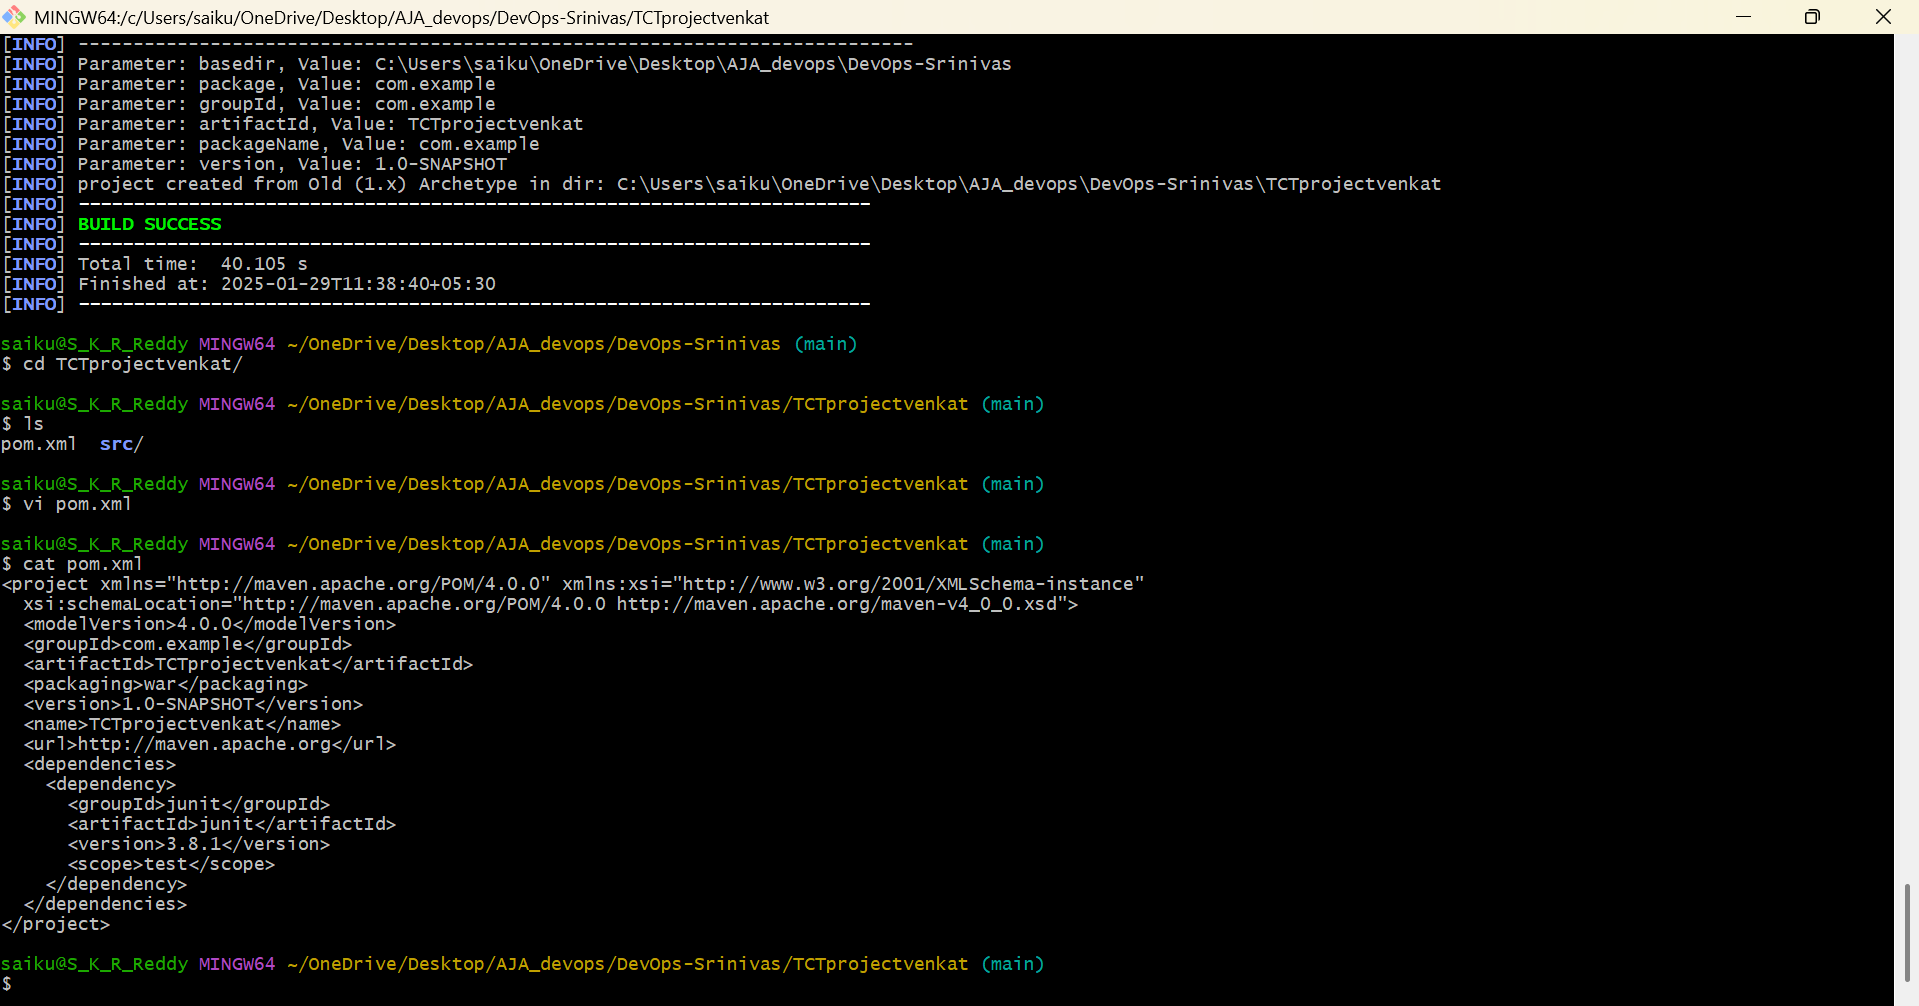 MINGW64:/c/Users/saiku/OneDrive/Desktop/AJA_devops/DevOps-Srinivas/TCTprojectvenkat
[INFO] ----------------------------------------------------------------------------
[INFO] Parameter: basedir, Value: C:\Users\saiku\OneDrive\Desktop\AJA_devops\DevOps-Srinivas
[INFO] Parameter: package, Value: com.example
[INFO] Parameter: groupId, Value: com.example
[INFO] Parameter: artifactId, Value: TCTprojectvenkat
[INFO] Parameter: packageName, Value: com.example
[INFO] Parameter: version, Value: 1.0-SNAPSHOT
[INFO] project created from Old (1.x) Archetype in dir: C:\Users\saiku\OneDrive\Desktop\AJA_devops\DevOps-Srinivas\TCTprojectvenkat
[INFO] ------------------------------------------------------------------------
[INFO] BUILD SUCCESS
[INFO] ------------------------------------------------------------------------
[INFO] Total time:  40.105 s
[INFO] Finished at: 2025-01-29T11:38:40+05:30
[INFO] ------------------------------------------------------------------------
saiku@S_K_R_Reddy MINGW64 ~/OneDrive/Desktop/AJA_devops/DevOps-Srinivas (main)
$ cd TCTprojectvenkat/
saiku@S_K_R_Reddy MINGW64 ~/OneDrive/Desktop/AJA_devops/DevOps-Srinivas/TCTprojectvenkat (main)
$ ls
pom.xml  src/
saiku@S_K_R_Reddy MINGW64 ~/OneDrive/Desktop/AJA_devops/DevOps-Srinivas/TCTprojectvenkat (main)
$ vi pom.xml
saiku@S_K_R_Reddy MINGW64 ~/OneDrive/Desktop/AJA_devops/DevOps-Srinivas/TCTprojectvenkat (main)
$ cat pom.xml
<project xmlns="http://maven.apache.org/POM/4.0.0" xmlns:xsi="http://www.w3.org/2001/XMLSchema-instance"
  xsi:schemaLocation="http://maven.apache.org/POM/4.0.0 http://maven.apache.org/maven-v4_0_0.xsd">
  <modelVersion>4.0.0</modelVersion>
  <groupId>com.example</groupId>
  <artifactId>TCTprojectvenkat</artifactId>
  <packaging>war</packaging>
  <version>1.0-SNAPSHOT</version>
  <name>TCTprojectvenkat</name>
  <url>http://maven.apache.org</url>
  <dependencies>
    <dependency>
      <groupId>junit</groupId>
      <artifactId>junit</artifactId>
      <version>3.8.1</version>
      <scope>test</scope>
    </dependency>
  </dependencies>
</project>
saiku@S_K_R_Reddy MINGW64 ~/OneDrive/Desktop/AJA_devops/DevOps-Srinivas/TCTprojectvenkat (main)
$